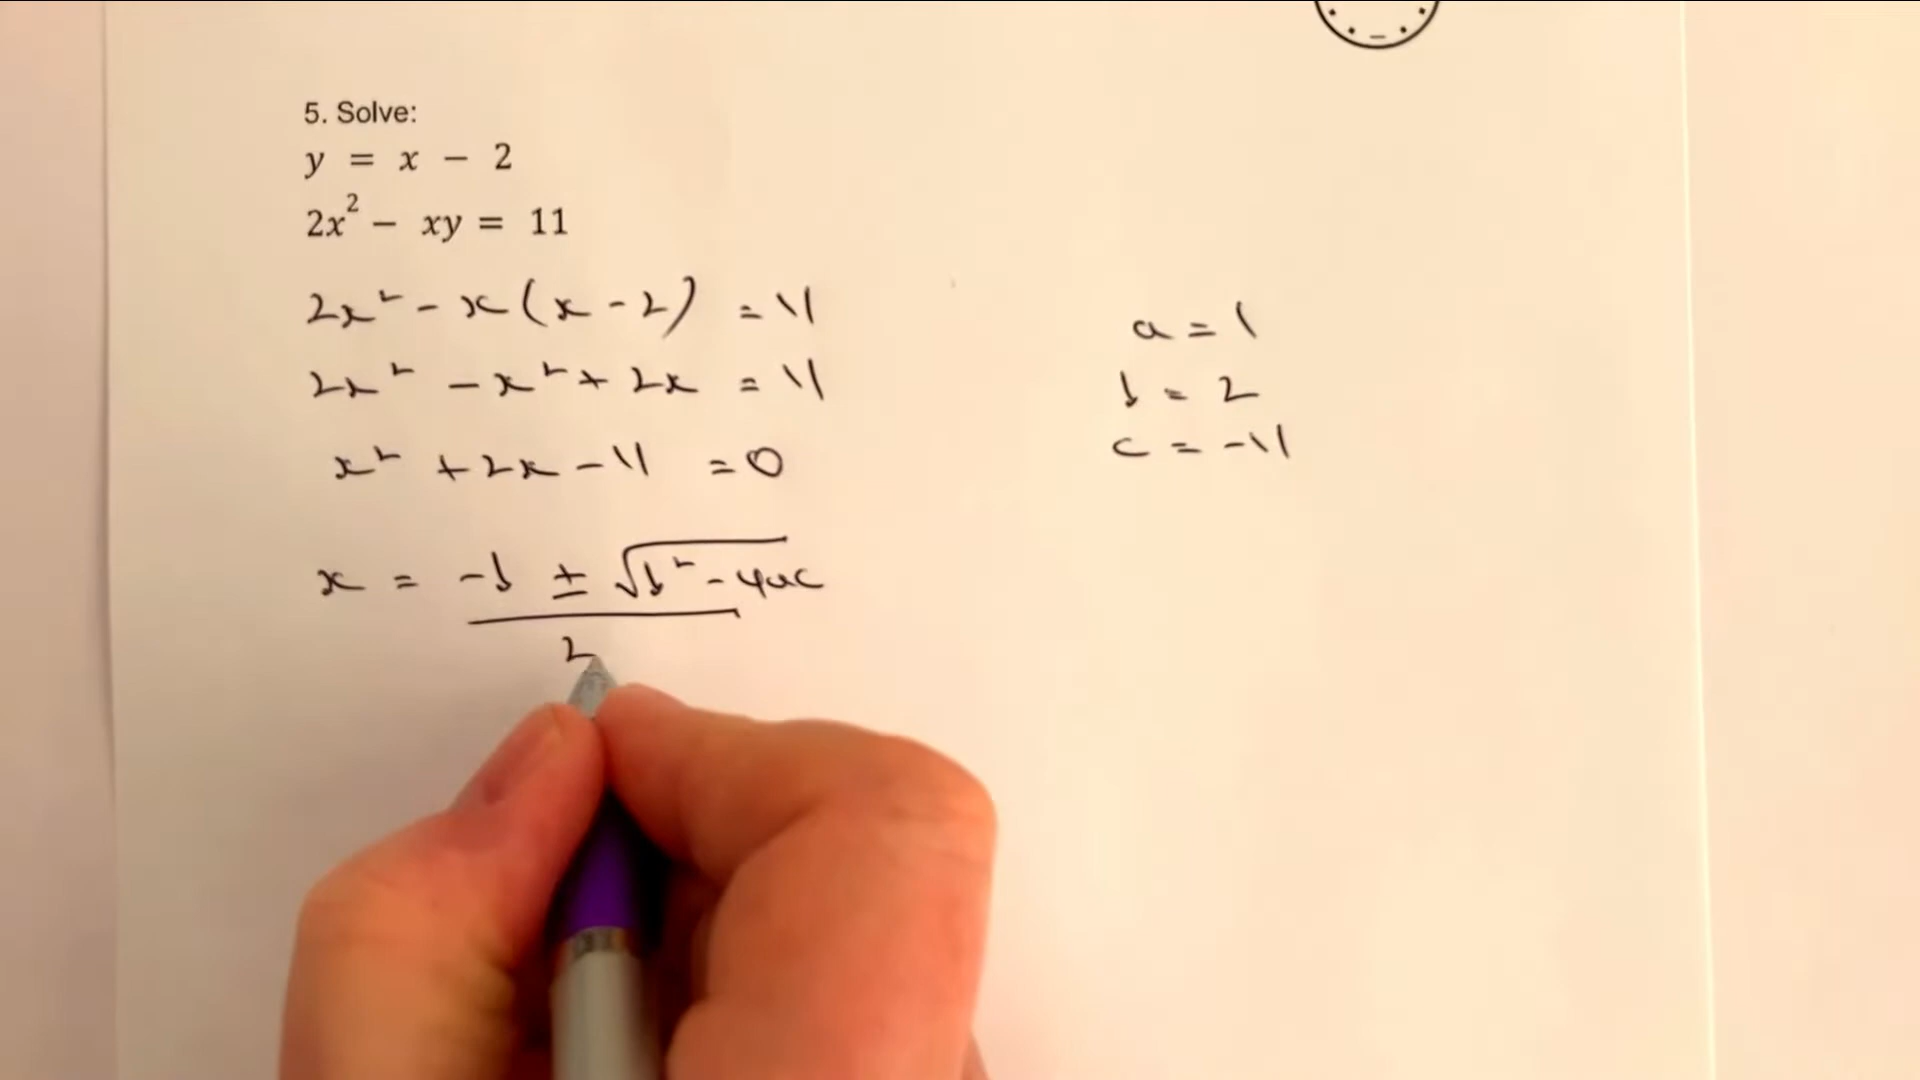 5. Solve:
y = x - 2
2x² - xy = 11
2x² - x(x - 2) = 11
2x² - x² + 2x = 11
x² + 2x - 11 = 0
x = -b ± √b² - 4ac
2
a = 1
b = 2
c = -11